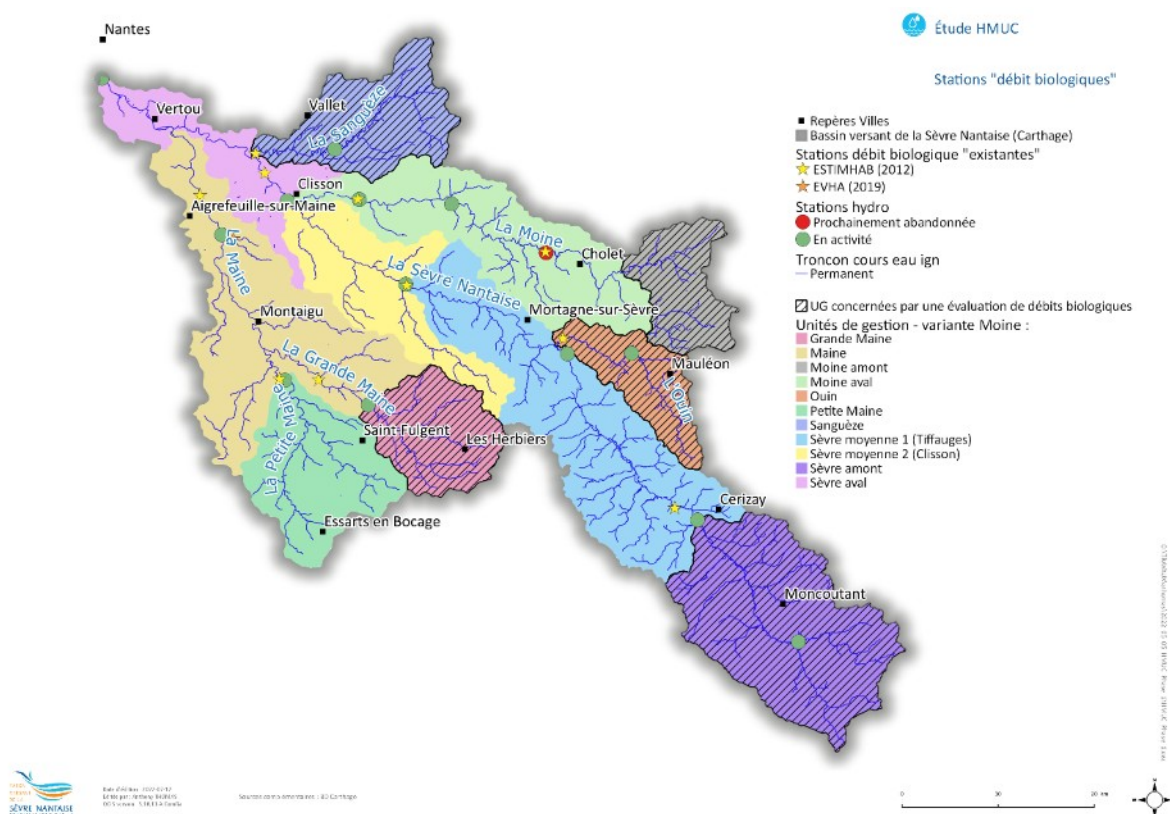 Nantes
Étude HMUC
Stations "débit biologiques"
Vertou
Vallet
La Sanguèze
Clisson
Aigrefeuille-sur-Maine
La Maine
La Moine
Cholet
La Sèvre Nantaise
Mortagne-sur-Sèvre
Montaigu
La Grande Maine
Mauléon
L'Ouin
La Petite Maine
Saint-Fulgent
Les Herbiers
Cerizay
Essarts en Bocage
Moncoutant
Repères Villes
Bassin versant de la Sèvre Nantaise (Carthage)
Stations débit biologique "existantes"
ESTIMHAB (2012)
EVHA (2019)
Stations hydro
Prochainement abandonnée
En activité
Troncon cours eau ign
Permanent
UG concernées par une évaluation de débits biologiques
Unités de gestion - variante Moine :
Grande Maine
Maine
Moine amont
Moine aval
Ouin
Petite Maine
Sanguèze
Sèvre moyenne 1 (Tiffauges)
Sèvre moyenne 2 (Clisson)
Sèvre amont
Sèvre aval
SÈVRE NANTAISE
0